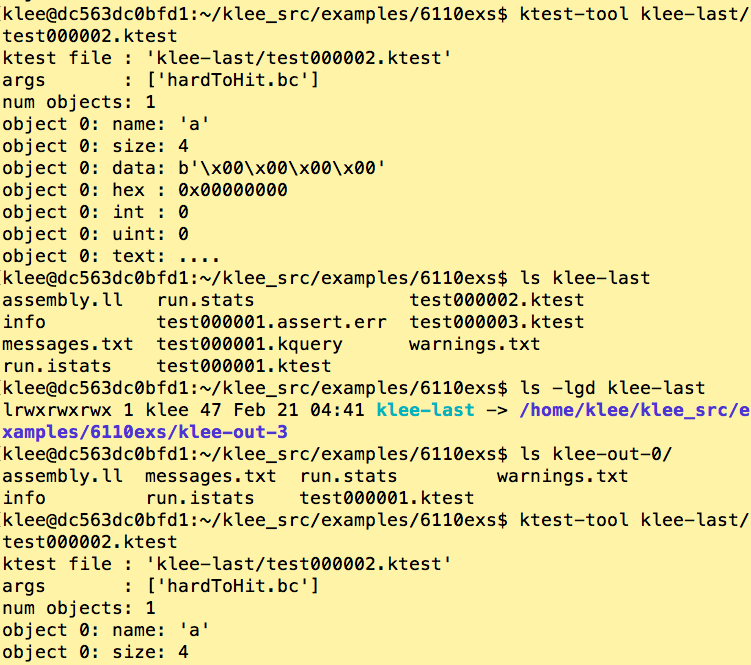 (klee@dc563dc0bfd1:~/klee_src/examples/6110exs$ ktest-tool klee-last/
test000002.ktest
ktest file : 'klee-last/test000002.ktest'
args       : ['hardToHit.bc']
num objects: 1
object 0: name: 'a'
object 0: size: 4
object 0: data: b'\x00\x00\x00\x00'
object 0: hex : 0x00000000
object 0: int : 0
object 0: uint: 0
object 0: text: ....
(klee@dc563dc0bfd1:~/klee_src/examples/6110exs$ ls klee-last
assembly.ll   run.stats              test000002.ktest
info          test000001.assert.err  test000003.ktest
messages.txt  test000001.kquery      warnings.txt
run.istats    test000001.ktest
(klee@dc563dc0bfd1:~/klee_src/examples/6110exs$ ls -lgd klee-last
lrwxrwxrwx 1 klee 47 Feb 21 04:41 klee-last -> /home/klee/klee_src/e
xamples/6110exs/klee-out-3
(klee@dc563dc0bfd1:~/klee_src/examples/6110exs$ ls klee-out-0/
assembly.ll  messages.txt  run.stats         warnings.txt
info         run.istats    test000001.ktest
(klee@dc563dc0bfd1:~/klee_src/examples/6110exs$ ktest-tool klee-last/
test000002.ktest
ktest file : 'klee-last/test000002.ktest'
args       : ['hardToHit.bc']
num objects: 1
object 0: name: 'a'
object 0: size: 4